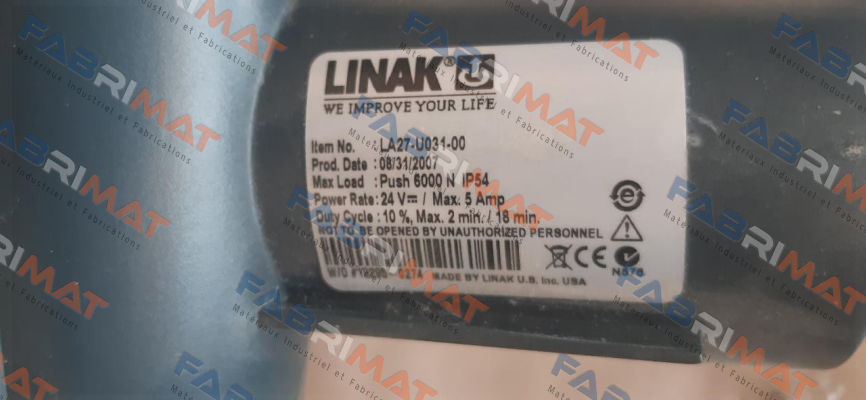 LINAK®
WE IMPROVE YOUR LIFE
Item No. : LA27-U031-00
Prod. Date : 08/31/2007
Max Load : Push 6000 N IP54
Power Rate: 24 V⎓ / Max. 5 Amp
Duty Cycle : 10 %, Max. 2 min. / 18 min.
NOT TO BE OPENED BY UNAUTHORIZED PERSONNEL
CE
N576
W/O #
MADE BY LINAK U.S. Inc. USA
FABRIMAT
Materiaux Industriel et Fabrications